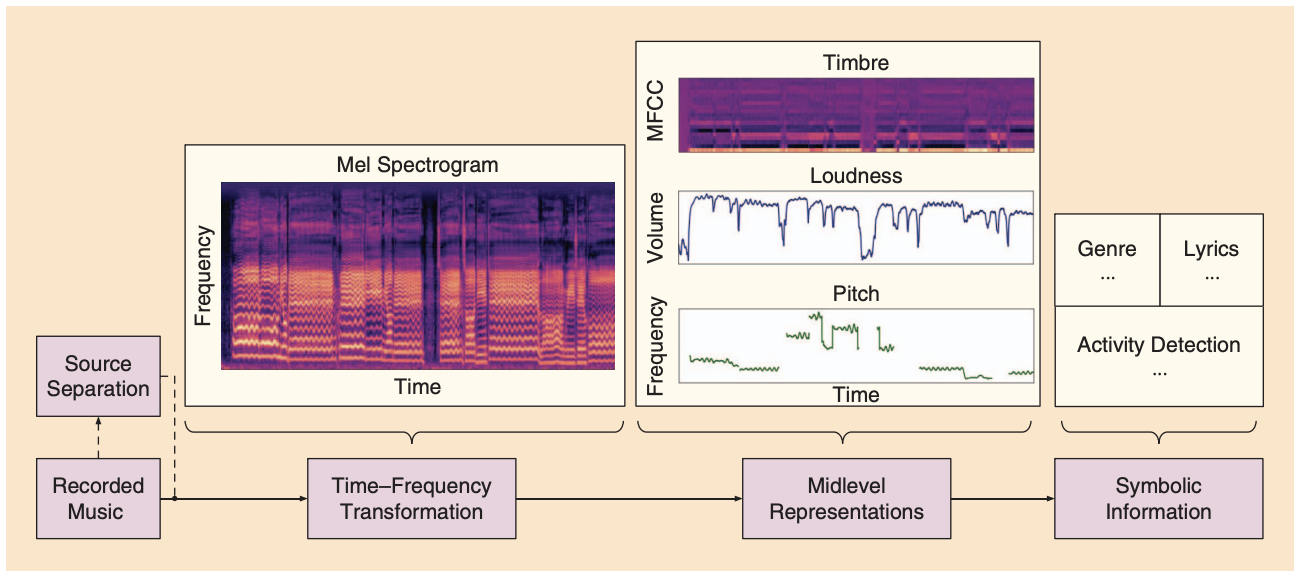 Mel Spectrogram
Frequency
Time
Timbre
MFCC
Loudness
Volume
Pitch
Frequency
Time
Genre
...
Lyrics
...
Activity Detection
...
Source
Separation
Recorded
Music
Time–Frequency
Transformation
Midlevel
Representations
Symbolic
Information